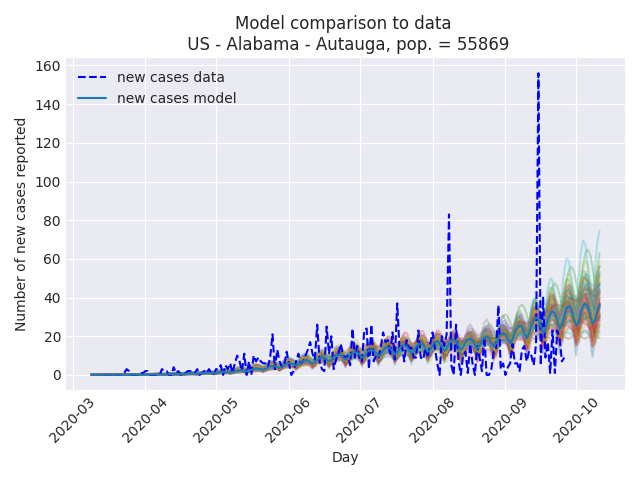 Model comparison to data
US - Alabama - Autauga, pop. = 55869
new cases data
new cases model
Number of new cases reported
160
140
120
100
80
60
40
20
0
2020-03
2020-04
2020-05
2020-06
2020-07
2020-08
2020-09
2020-10
Day